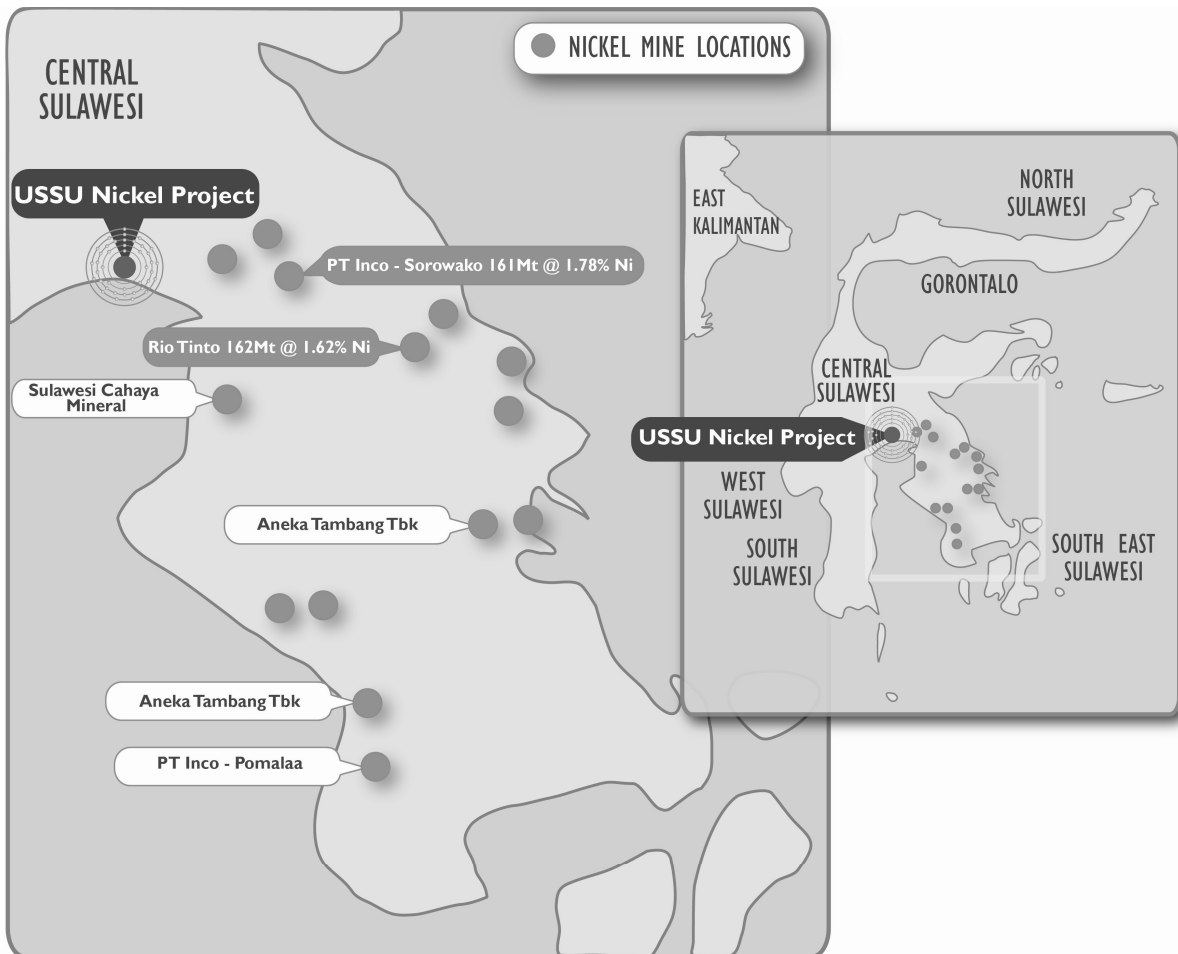 NICKEL MINE LOCATIONS
CENTRAL
SULAWESI
USSU Nickel Project
PT Inco - Sorowako 161Mt @ 1.78% Ni
Rio Tinto 162Mt @ 1.62% Ni
Sulawesi Cahaya
Mineral
Aneka Tambang Tbk
Aneka Tambang Tbk
PT Inco - Pomalaa
EAST
KALIMANTAN
NORTH
SULAWESI
GORONTALO
CENTRAL
SULAWESI
USSU Nickel Project
WEST
SULAWESI
SOUTH
SULAWESI
SOUTH EAST
SULAWESI